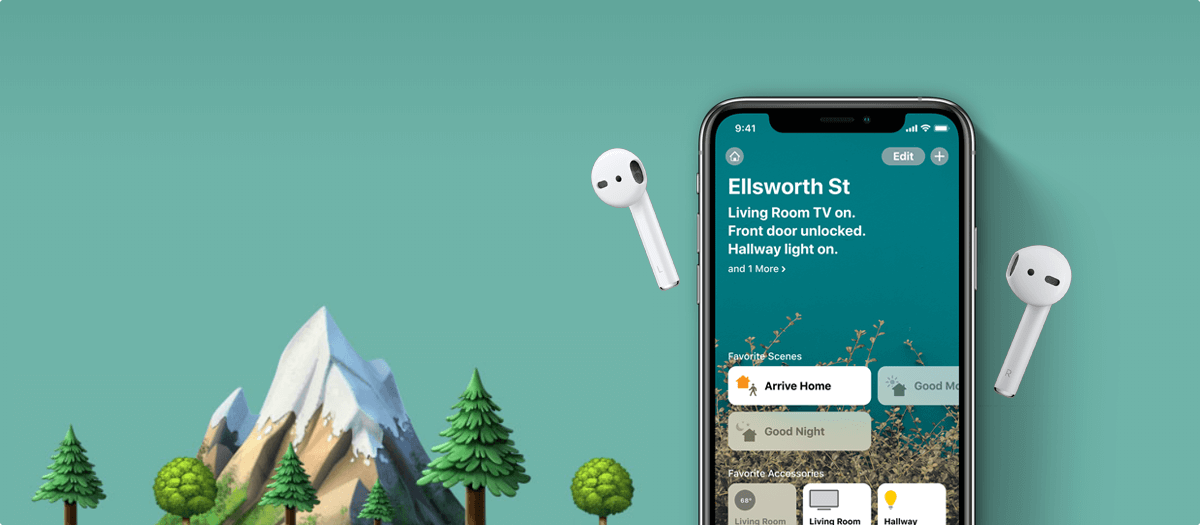 9:41
Edit
Ellsworth St
Living Room TV on.
Front door unlocked.
Hallway light on.
and 1 More >
Favorite Scenes
Arrive Home
Good Mo
Good Night
Favorite Accessories
68°
Living Room
Living Room
Hallway
L
R